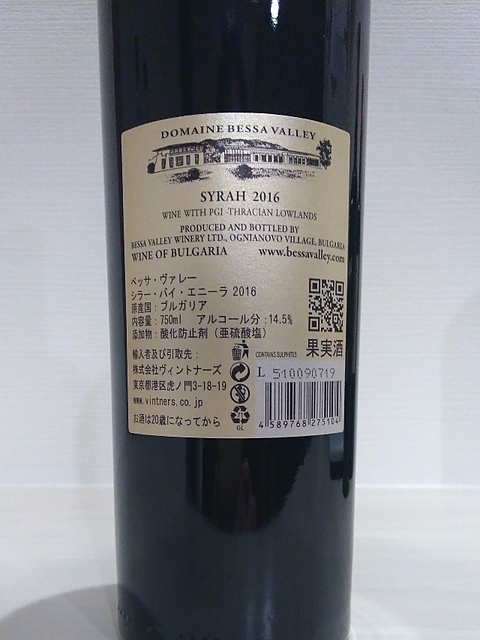 DOMAINE BESSA VALLEY
SYRAH 2016
WINE WITH PGI -THRACIAN LOWLANDS
PRODUCED AND BOTTLED BY
BESSA VALLEY WINERY LTD., OGNIANOVO VILLAGE, BULGARIA
WINE OF BULGARIA www.bessavalley.com
ベッサ・ヴァレー
シラー・バイ・エニーラ 2016
原産国：ブルガリア
内容量：750ml アルコール分：14.5%
添加物：酸化防止剤（亜硫酸塩）
果実酒
輸入者及び引取先：
CONTAINS SULPHITES
株式会社ヴィントナーズ
L 510090719
東京都港区虎ノ門3-18-19
www.vintners.co.jp
お酒は20歳になってから
GL
4 589768 275104